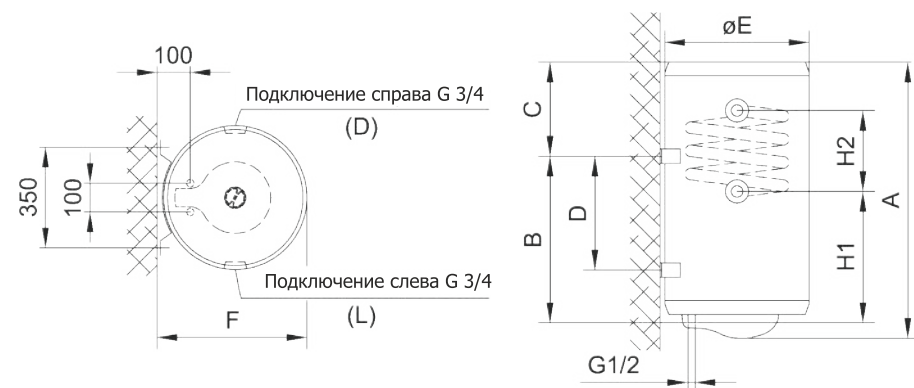 100
Подключение справа G 3/4
(D)
350
100
Подключение слева G 3/4
(L)
F
øE
C
H2
A
D
B
H1
G1/2